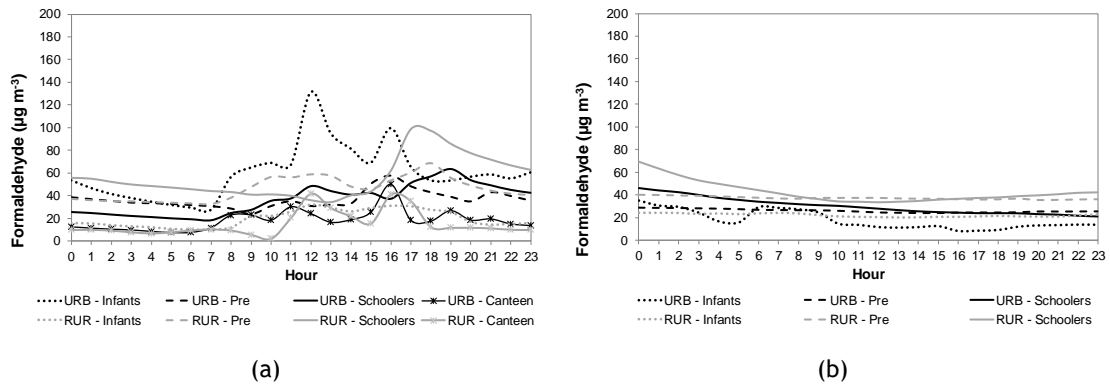 200
180
160
140
120
100
80
60
40
20
0
Formaldehyde (µg m-3)
0 1 2 3 4 5 6 7 8 9 10 11 12 13 14 15 16 17 18 19 20 21 22 23
Hour
URB - Infants URB - Pre URB - Schoolers URB - Canteen
RUR - Infants RUR - Pre RUR - Schoolers RUR - Canteen
(a)
200
180
160
140
120
100
80
60
40
20
0
Formaldehyde (µg m-3)
0 1 2 3 4 5 6 7 8 9 10 11 12 13 14 15 16 17 18 19 20 21 22 23
Hour
URB - Infants URB - Pre URB - Schoolers
RUR - Infants RUR - Pre RUR - Schoolers
(b)